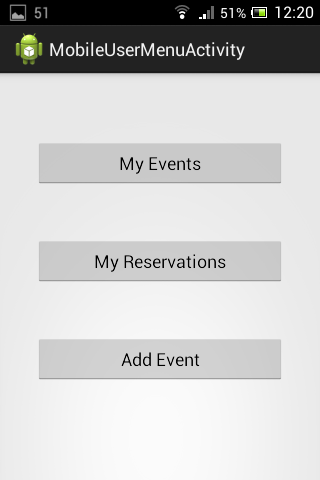 51 51% 12:20
MobileUserMenuActivity
My Events
My Reservations
Add Event